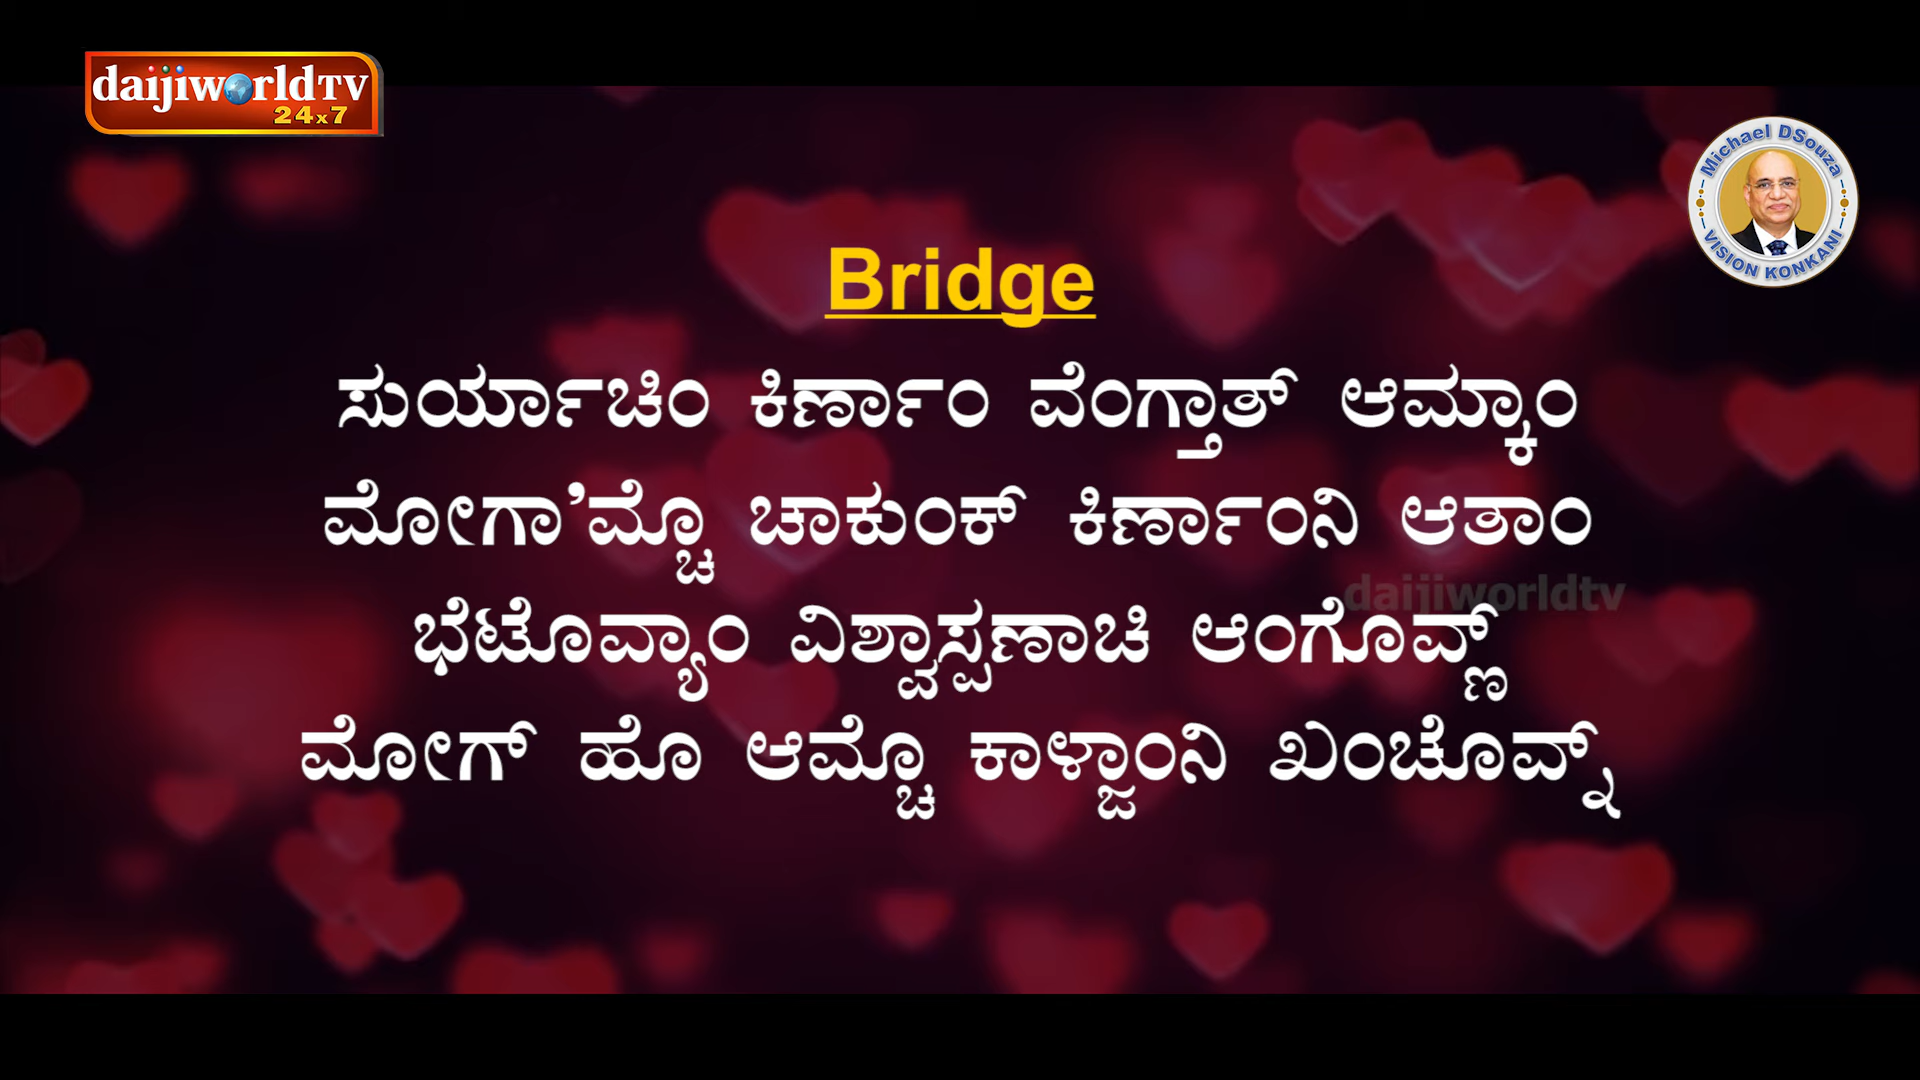 daijiworldTV
24x7
Michael DSouza
VISION KONKANI
Bridge
ಸುರ್ಯಾಚಿಂ ಕಿರ್ಣಾಂ ವೆಂಗ್ತಾತ್ ಆಮ್ಕಾಂ
ಮೋಗಾ’ಮ್ಚೊ ಚಾಕುಂಕ್ ಕಿರ್ಣಾಂನಿ ಆತಾಂ
daijiworldtv
ಭೆಟೊವ್ಯಾಂ ವಿಶ್ವಾಸ್ಪಣಾಚಿ ಆಂಗೊವ್ಣ್
ಮೋಗ್ ಹೊ ಆಮ್ಚೊ ಕಾಳ್ಜಾಂನಿ ಖಂಚೊವ್ನ್